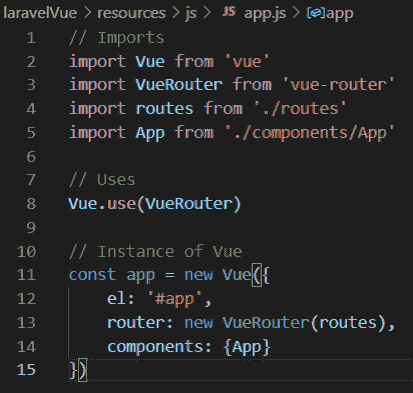 laravelVue > resources > js > JS app.js > app
1 // Imports
2 import Vue from 'vue'
3 import VueRouter from 'vue-router'
4 import routes from './routes'
5 import App from './components/App'
6
7 // Uses
8 Vue.use(VueRouter)
9
10 // Instance of Vue
11 const app = new Vue({
12     el: '#app',
13     router: new VueRouter(routes),
14     components: {App}
15 })